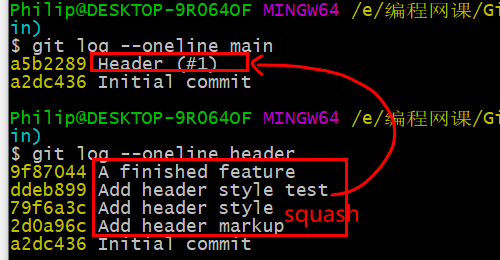 Philip@DESKTOP-9RO64OF MINGW64 /e/编程网课/Gi
in)
$ git log --oneline main
a5b2289 Header (#1)
a2dc436 Initial commit
Philip@DESKTOP-9RO64OF MINGW64 /e/编程网课/Gi
in)
$ git log --oneline header
9f87044 A finished feature
ddeb899 Add header style test
79f6a3c Add header style
2d0a96c Add header markup
squash
a2dc436 Initial commit